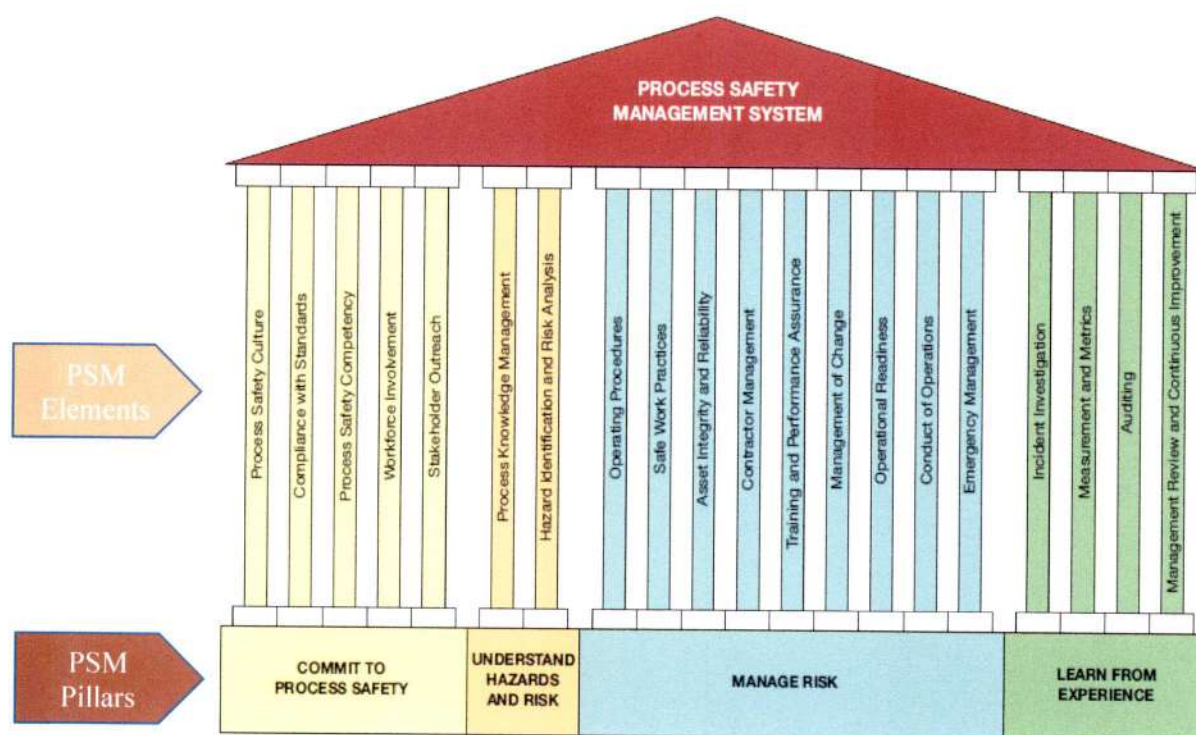 PROCESS SAFETY
MANAGEMENT SYSTEM
PSM
Elements
Process Safety Culture
Compliance with Standards
Process Safety Competency
Workforce Involvement
Stakeholder Outreach
Process Knowledge Management
Hazard Identification and Risk Analysis
Operating Procedures
Safe Work Practices
Asset Integrity and Reliability
Contractor Management
Training and Performance Assurance
Management of Change
Operational Readiness
Conduct of Operations
Emergency Management
Incident Investigation
Measurement and Metrics
Auditing
Management Review and Continuous Improvement
PSM
Pillars
COMMIT TO
PROCESS SAFETY
UNDERSTAND
HAZARDS
AND RISK
MANAGE RISK
LEARN FROM
EXPERIENCE